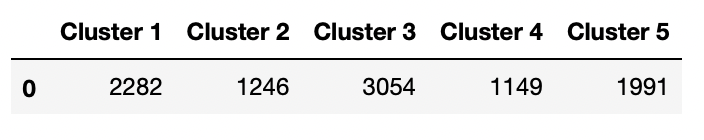 Cluster 1 Cluster 2 Cluster 3 Cluster 4 Cluster 5
0 2282 1246 3054 1149 1991